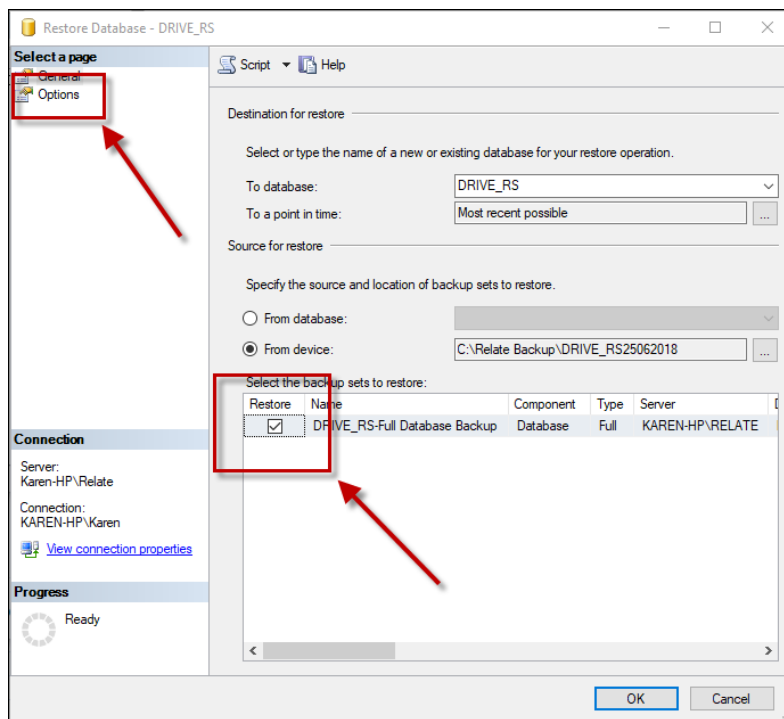 Restore Database - DRIVE_RS
Select a page
General
Options
Script Help
Destination for restore
Select or type the name of a new or existing database for your restore operation.
To database: DRIVE_RS
To a point in time: Most recent possible ...
Source for restore
Specify the source and location of backup sets to restore.
From database:
From device: C:\Relate Backup\DRIVE_RS25062018 ...
Select the backup sets to restore:
Restore Name Component Type Server
DRIVE_RS-Full Database Backup Database Full KAREN-HP\RELATE
Connection
Server:
Karen-HP\Relate
Connection:
KAREN-HP\Karen
View connection properties
Progress
Ready
OK Cancel